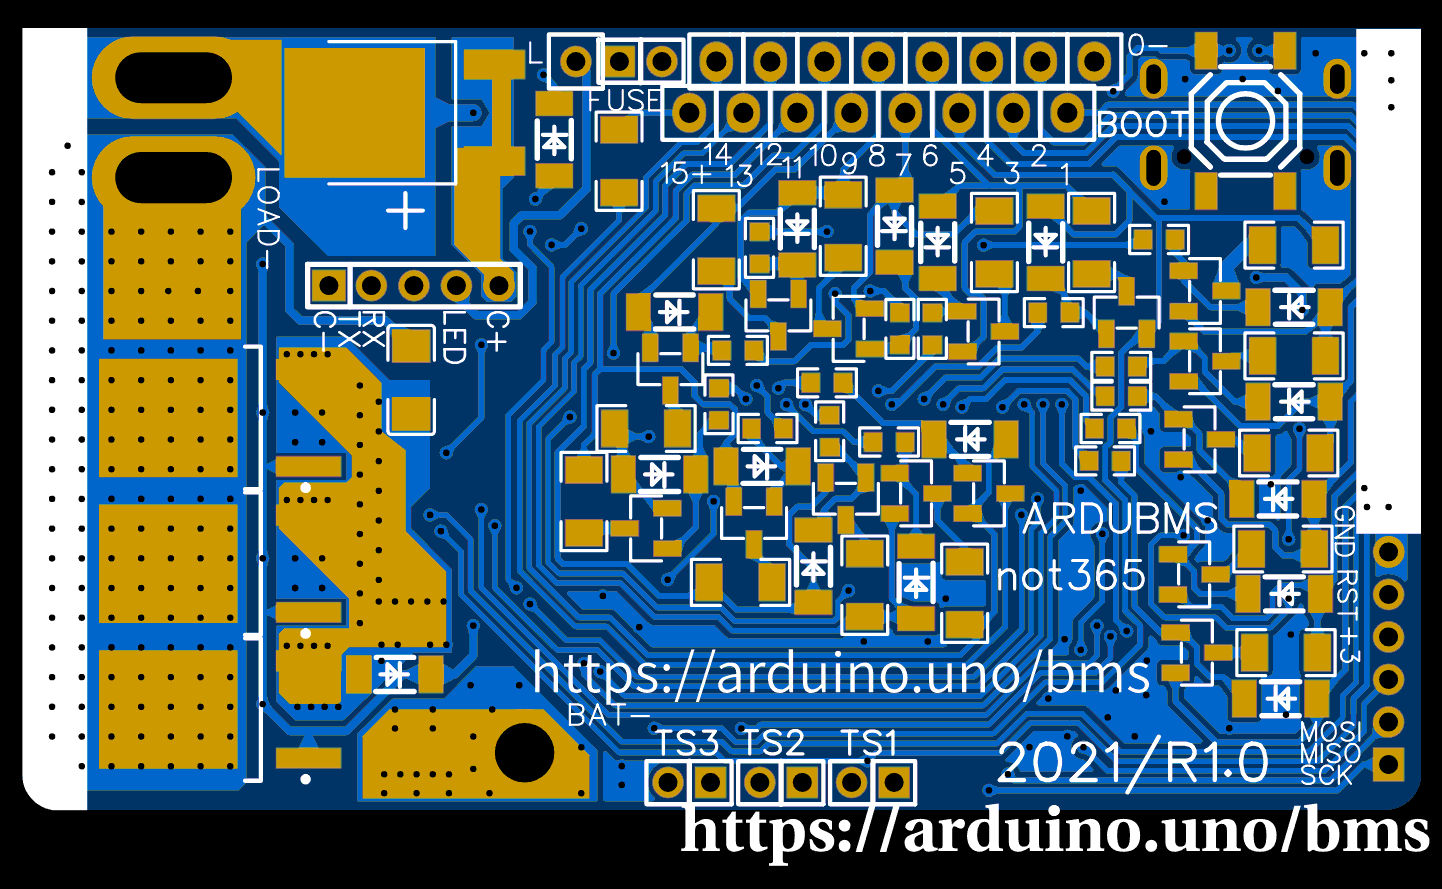 L
0-
FUSE
BOOT
14 12 11 10 9 8 7 6 5 4 3 2 1
15+ 13
LOAD-
+
C- TX RX LED C+
ARDUBMS
not365
GND RST +3
https://arduino.uno/bms
BAT-
TS3 TS2 TS1
2021/R1.0
MOSI
MISO
SCK
https://arduino.uno/bms